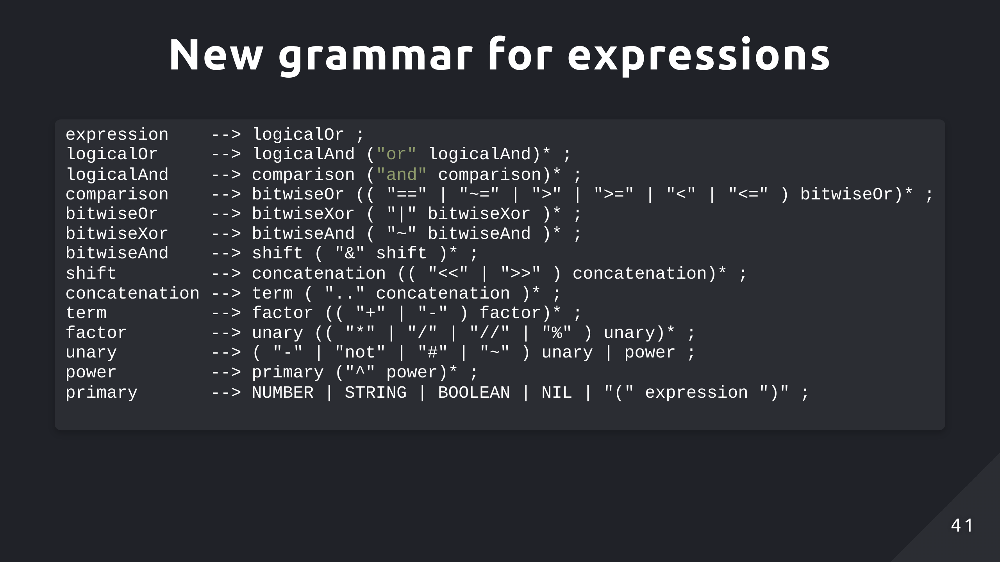 New grammar for expressions
expression    --> logicalOr ;
logicalOr     --> logicalAnd ("or" logicalAnd)* ;
logicalAnd    --> comparison ("and" comparison)* ;
comparison    --> bitwiseOr (( "==" | "~=" | ">" | ">=" | "<" | "<=" ) bitwiseOr)* ;
bitwiseOr     --> bitwiseXor ( "|" bitwiseXor )* ;
bitwiseXor    --> bitwiseAnd ( "~" bitwiseAnd )* ;
bitwiseAnd    --> shift ( "&" shift )* ;
shift         --> concatenation (( "<<" | ">>" ) concatenation)* ;
concatenation --> term ( ".." concatenation )* ;
term          --> factor (( "+" | "-" ) factor)* ;
factor        --> unary (( "*" | "/" | "//" | "%" ) unary)* ;
unary         --> ( "-" | "not" | "#" | "~" ) unary | power ;
power         --> primary ("^" power)* ;
primary       --> NUMBER | STRING | BOOLEAN | NIL | "(" expression ")" ;
41